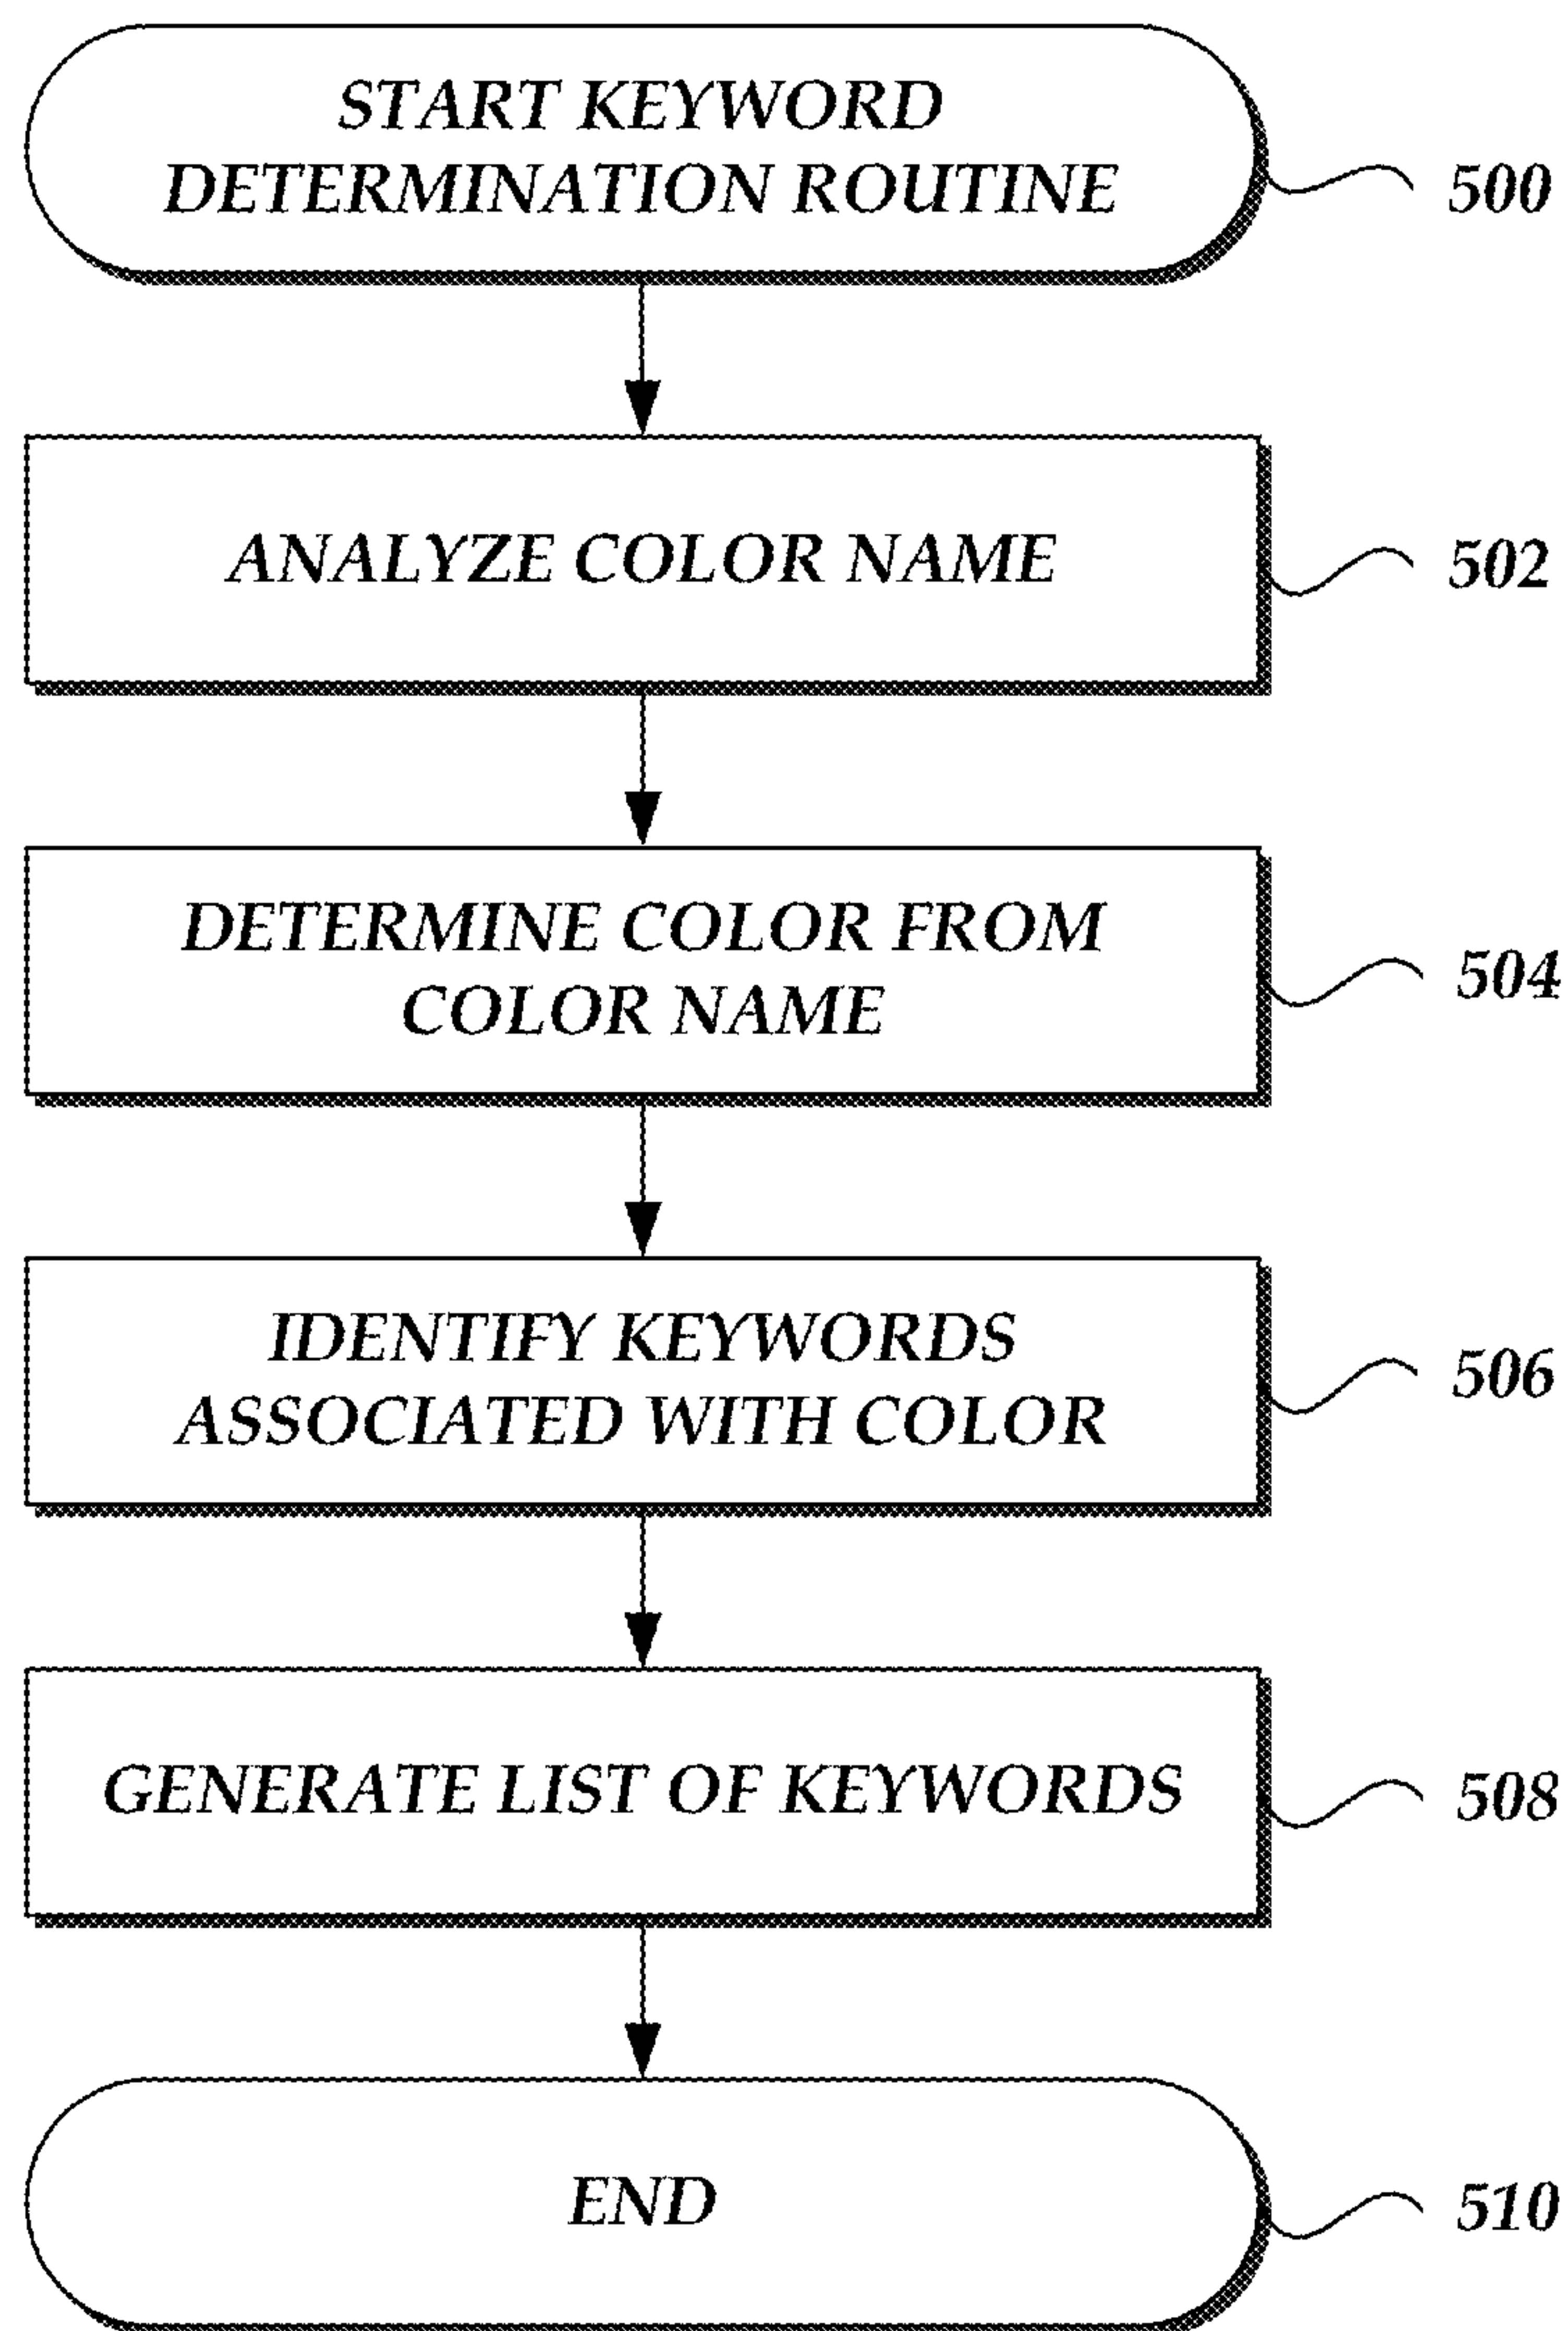 START KEYWORD
DETERMINATION ROUTINE
500
ANALYZE COLOR NAME
502
DETERMINE COLOR FROM
COLOR NAME
504
IDENTIFY KEYWORDS
ASSOCIATED WITH COLOR
506
GENERATE LIST OF KEYWORDS
508
END
510